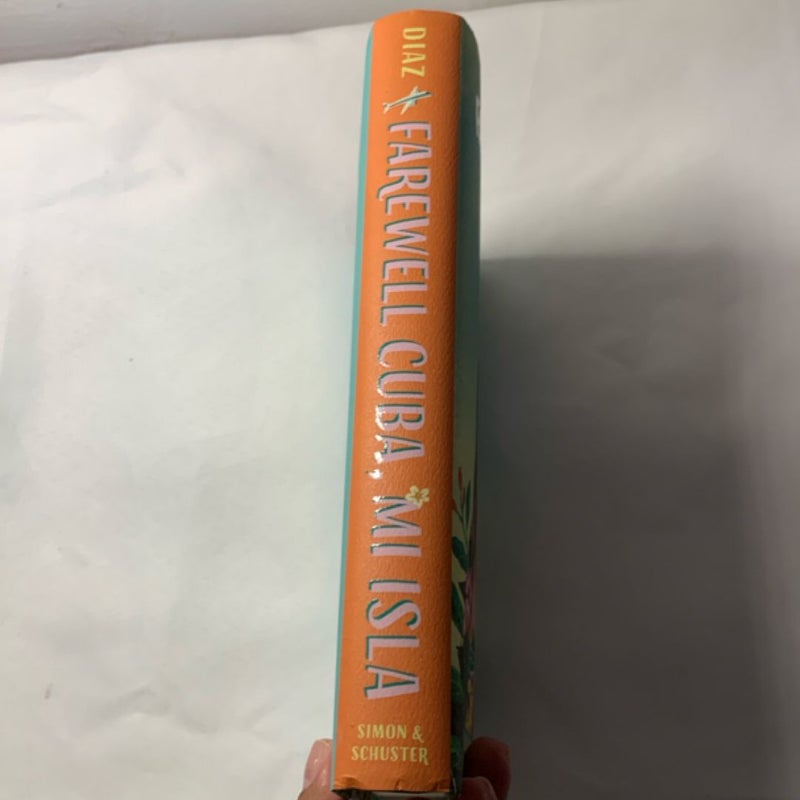 DIAZ
FAREWELL CUBA, MI ISLA
SIMON &
SCHUSTER